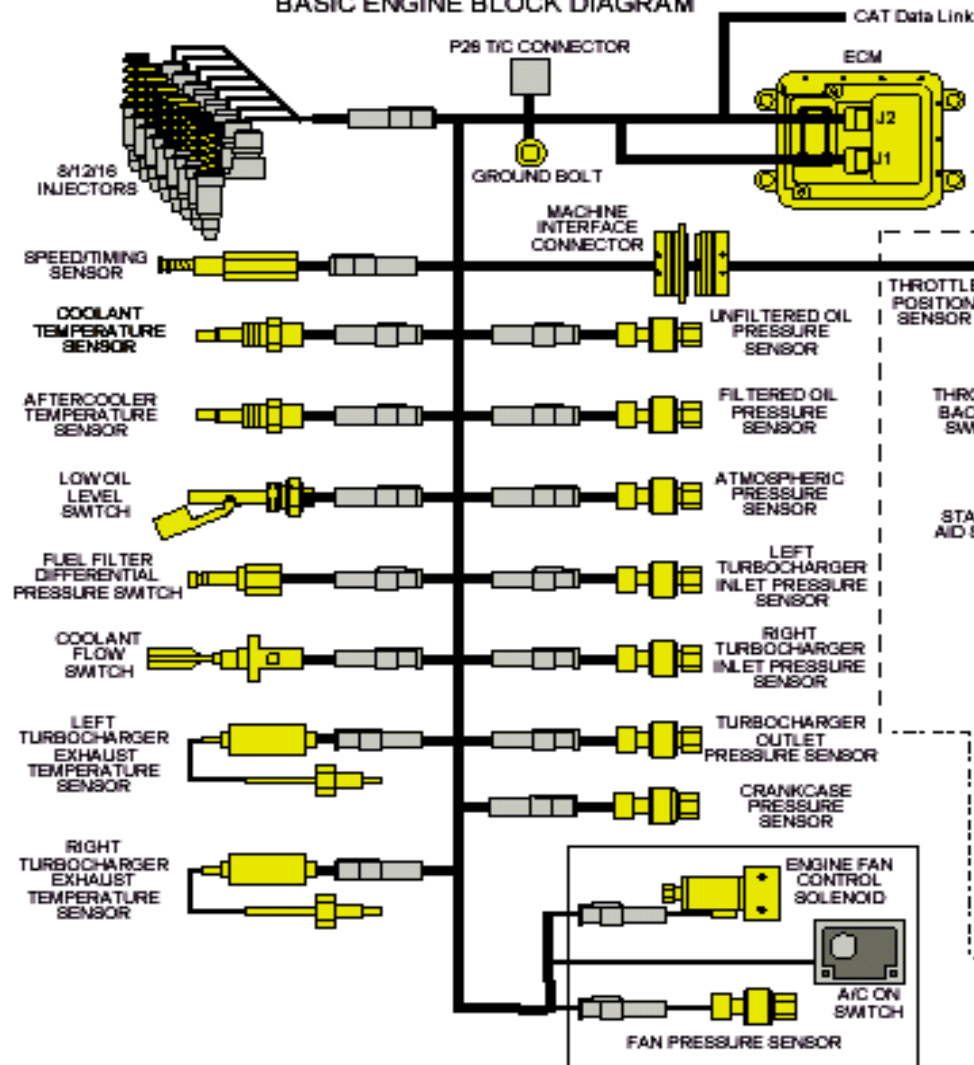 BASIC ENGINE BLOCK DIAGRAM
CAT Data Link
P26 T/C CONNECTOR
ECM
J2
J1
8/12/16
INJECTORS
GROUND BOLT
MACHINE
INTERFACE
CONNECTOR
SPEED/TIMING
SENSOR
THROTTLE
POSITION
SENSOR
COOLANT
TEMPERATURE
SENSOR
UNFILTERED OIL
PRESSURE
SENSOR
AFTERCOOLER
TEMPERATURE
SENSOR
FILTERED OIL
PRESSURE
SENSOR
LOW OIL
LEVEL
SWITCH
ATMOSPHERIC
PRESSURE
SENSOR
FUEL FILTER
DIFFERENTIAL
PRESSURE SWITCH
LEFT
TURBOCHARGER
INLET PRESSURE
SENSOR
COOLANT
FLOW
SWITCH
RIGHT
TURBOCHARGER
INLET PRESSURE
SENSOR
LEFT
TURBOCHARGER
EXHAUST
TEMPERATURE
SENSOR
TURBOCHARGER
OUTLET
PRESSURE SENSOR
CRANKCASE
PRESSURE
SENSOR
RIGHT
TURBOCHARGER
EXHAUST
TEMPERATURE
SENSOR
ENGINE FAN
CONTROL
SOLENOID
A/C ON
SWITCH
FAN PRESSURE SENSOR